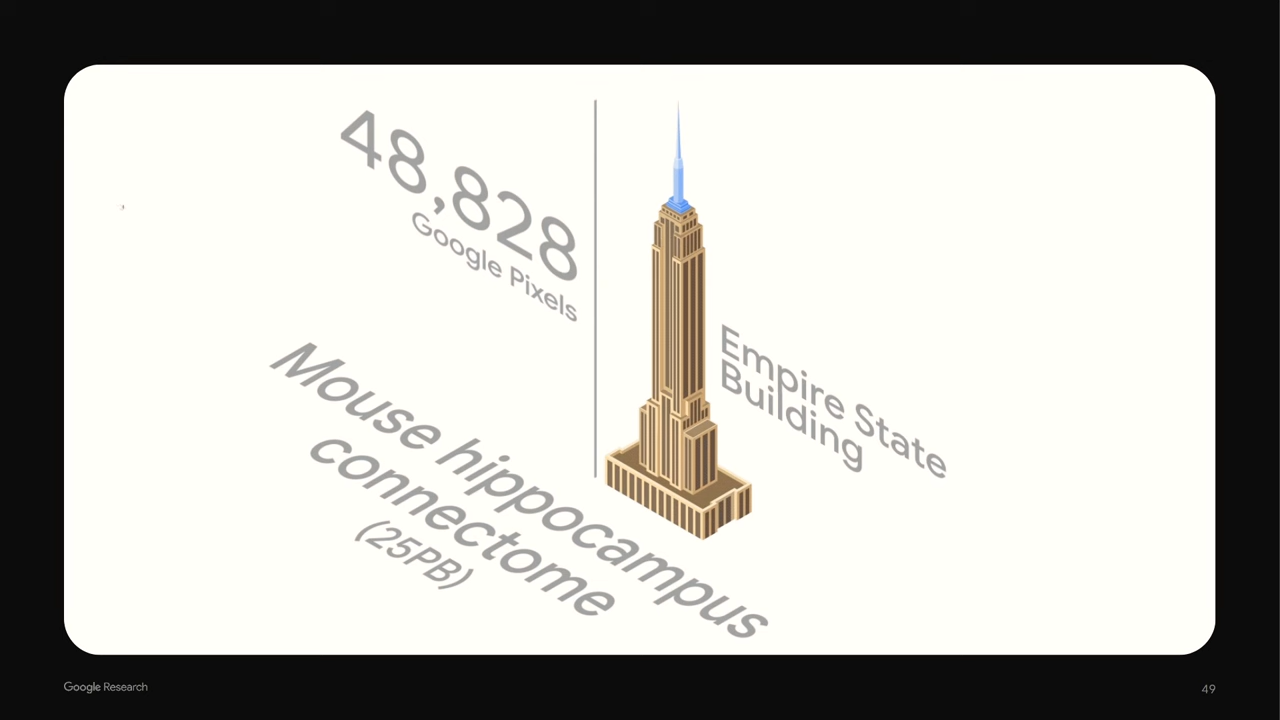 48,828
Google Pixels
Empire State
Building
Mouse hippocampus
connectome
(25PB)
Google Research
49